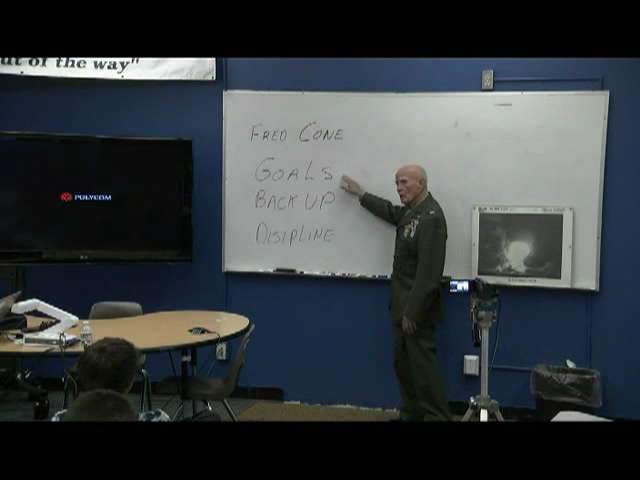 ut of the way"
FRED CONE
GOALS
BACK UP
DISIPLINE
POLYCOM